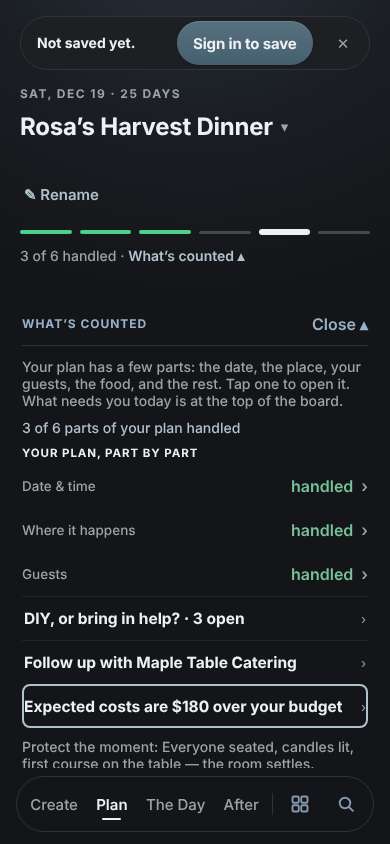 Not saved yet.
Sign in to save
×
SAT, DEC 19 · 25 DAYS
Rosa’s Harvest Dinner ▾
✎ Rename
3 of 6 handled · What’s counted ▴
WHAT’S COUNTED
Close ▴
Your plan has a few parts: the date, the place, your
guests, the food, and the rest. Tap one to open it.
What needs you today is at the top of the board.
3 of 6 parts of your plan handled
YOUR PLAN, PART BY PART
Date & time
handled ›
Where it happens
handled ›
Guests
handled ›
DIY, or bring in help? · 3 open ›
Follow up with Maple Table Catering ›
Expected costs are $180 over your budget ›
Protect the moment: Everyone seated, candles lit,
first course on the table — the room settles.
Create
Plan
The Day
After